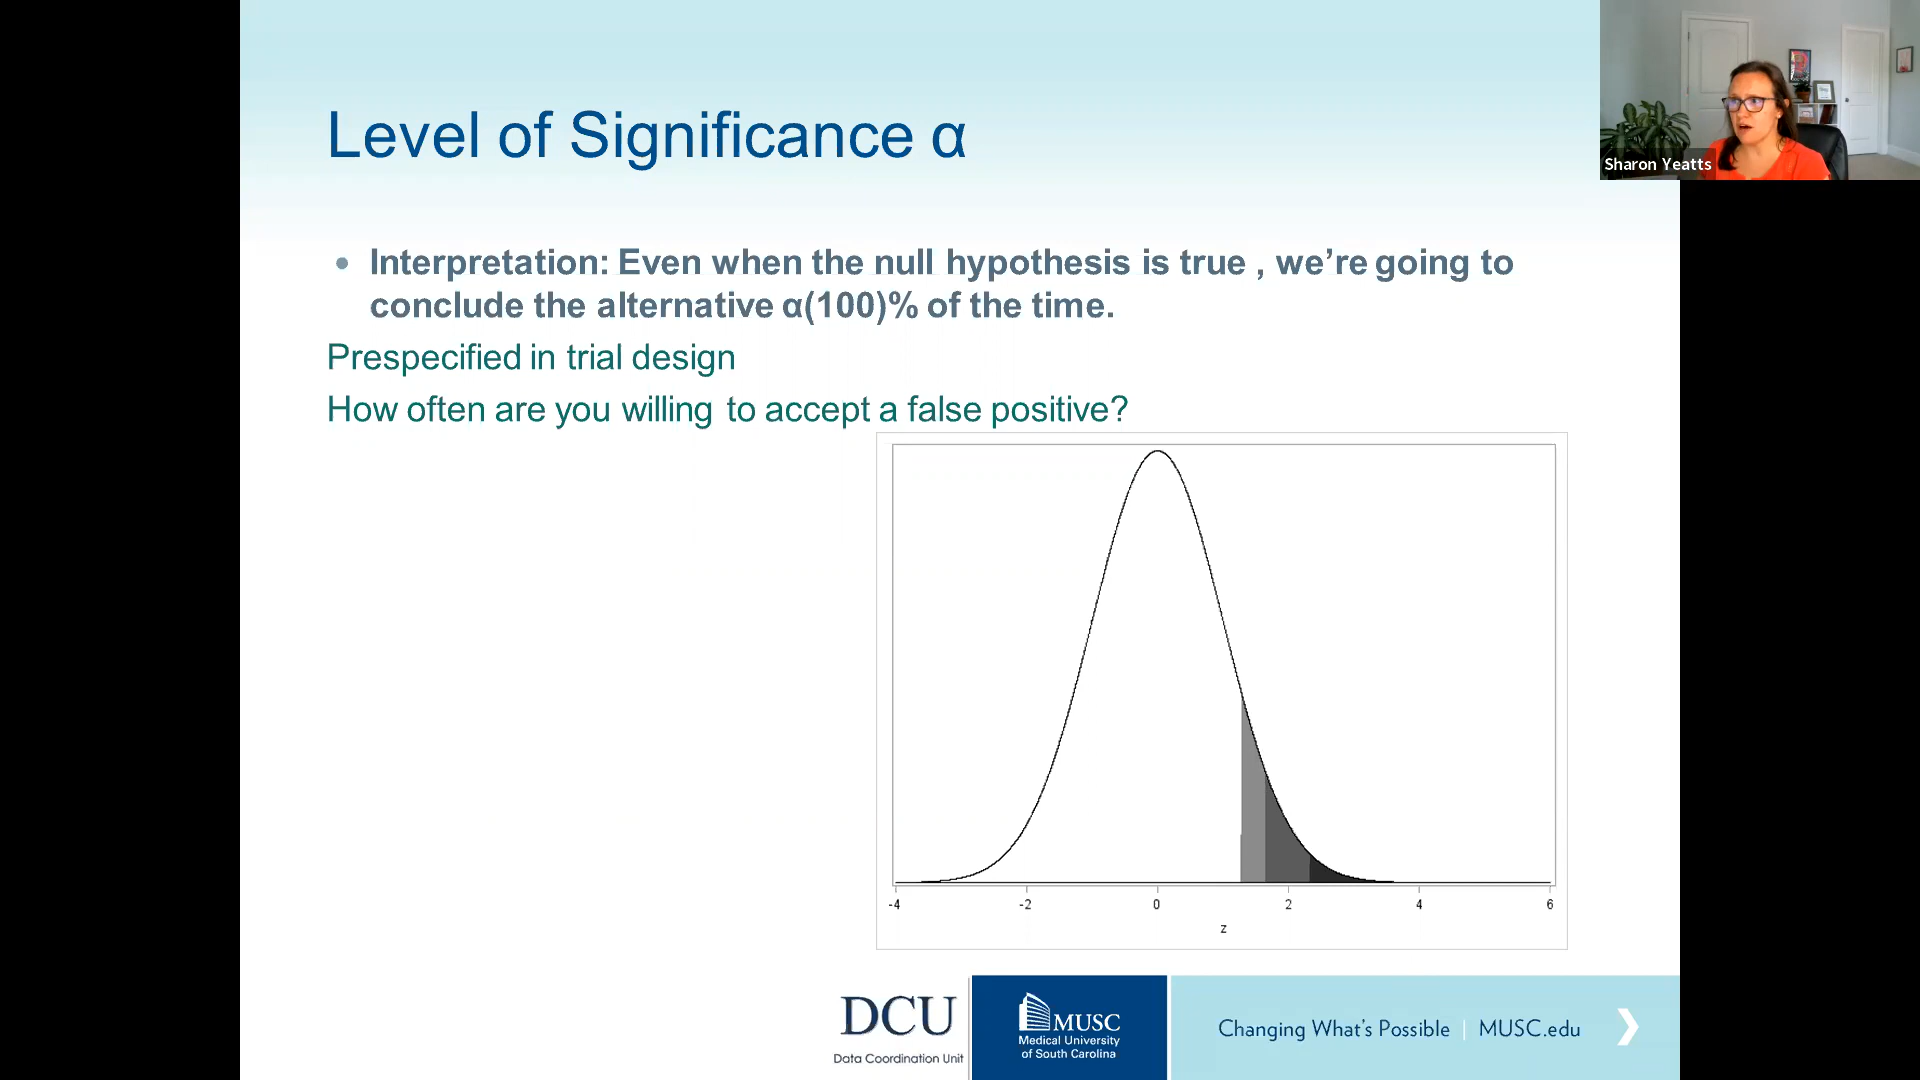 Level of Significance α
Sharon Yeatts
• Interpretation: Even when the null hypothesis is true , we’re going to
conclude the alternative α(100)% of the time.
Prespecified in trial design
How often are you willing to accept a false positive?
-4 -2 0 2 4 6
z
DCU
Data Coordination Unit
MUSC
Medical University
of South Carolina
Changing What’s Possible | MUSC.edu